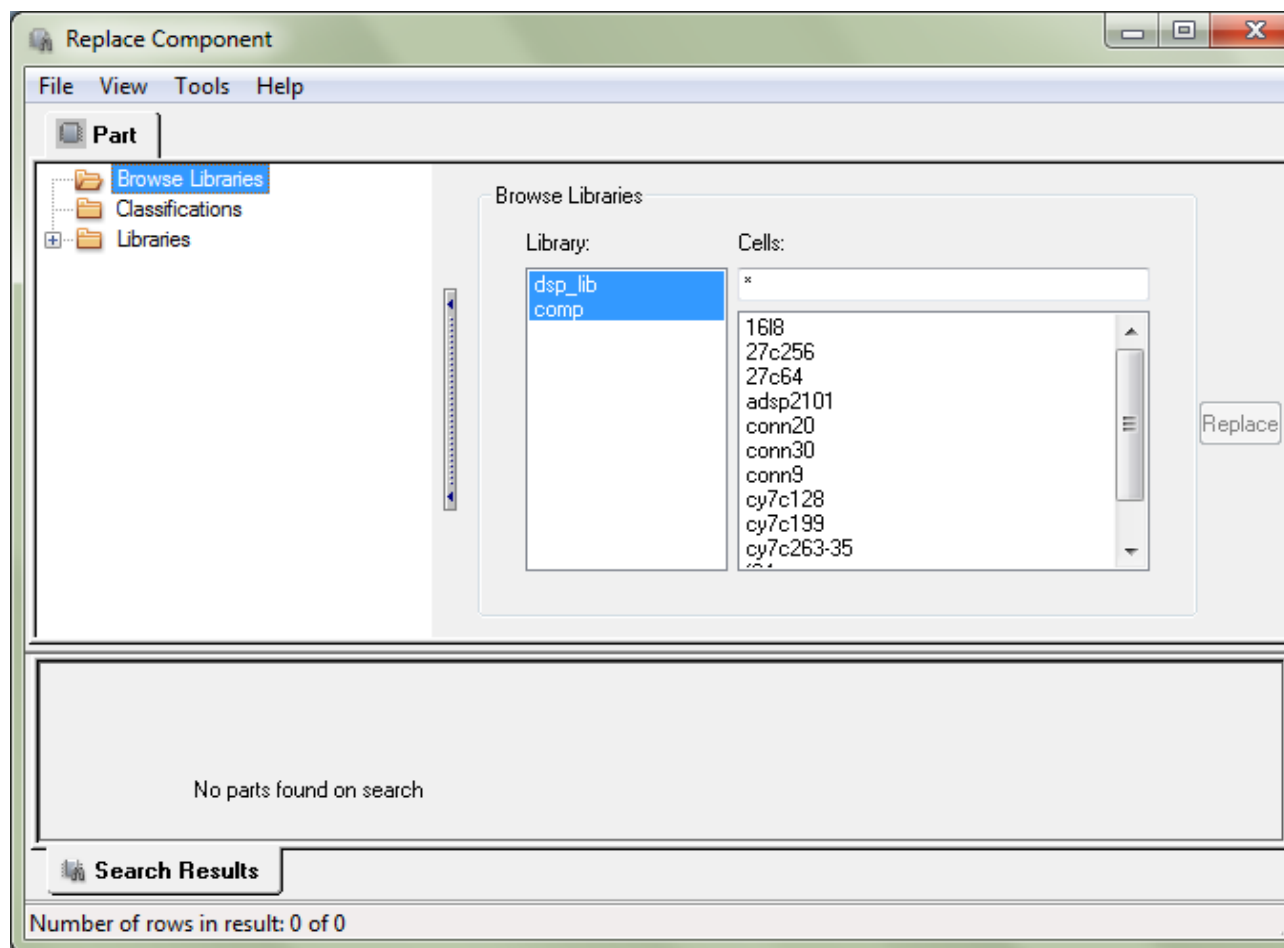 Replace Component
File View Tools Help
Part
Browse Libraries
Classifications
Libraries
Browse Libraries
Library:
Cells:
dsp_lib
comp
*
16l8
27c256
27c64
adsp2101
conn20
conn30
conn9
cy7c128
cy7c199
cy7c263-35
Replace
No parts found on search
Search Results
Number of rows in result: 0 of 0